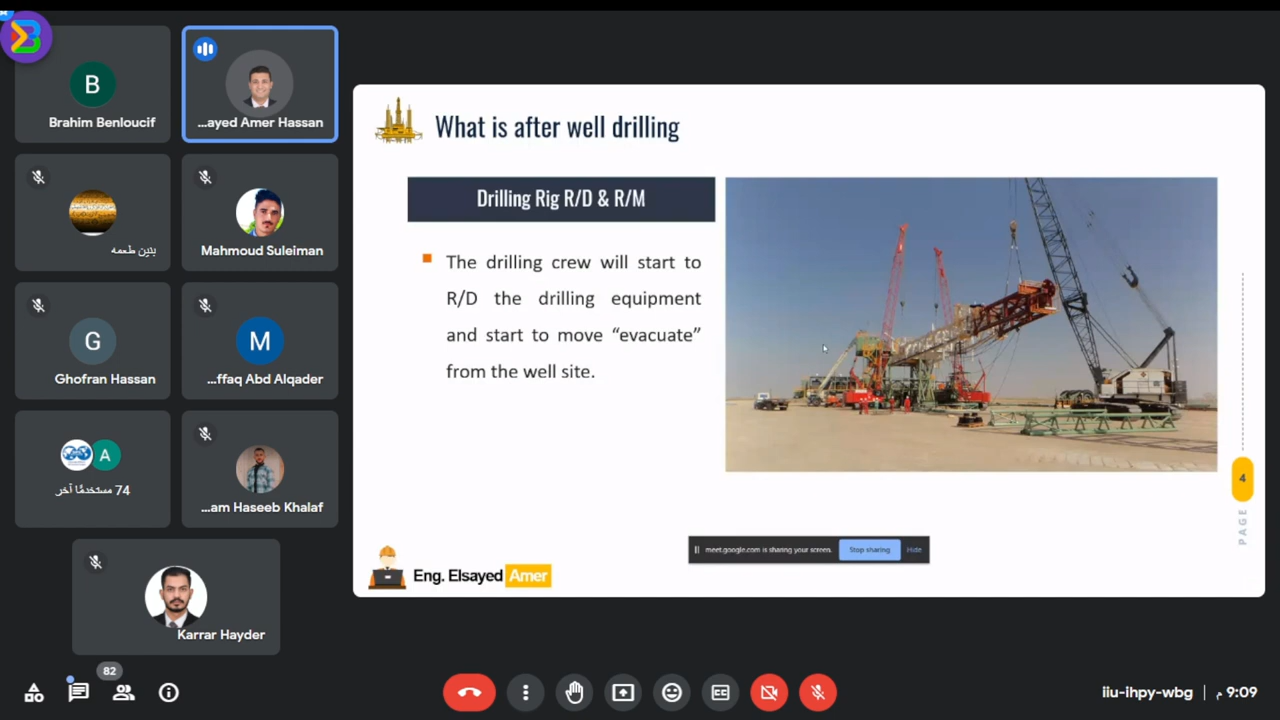 B
Brahim Benloucif
...ayed Amer Hassan
بنين طعمه
Mahmoud Suleiman
G
Ghofran Hassan
M
...ffaq Abd Alqader
A
74 مستخدمًا آخر
...am Haseeb Khalaf
Karrar Hayder
What is after well drilling
Drilling Rig R/D & R/M
The drilling crew will start to
R/D the drilling equipment
and start to move “evacuate”
from the well site.
4
PAGE
meet.google.com is sharing your screen.
Stop sharing
Hide
Eng. Elsayed Amer
82
CC
iiu-ihpy-wbg | 9:09 م